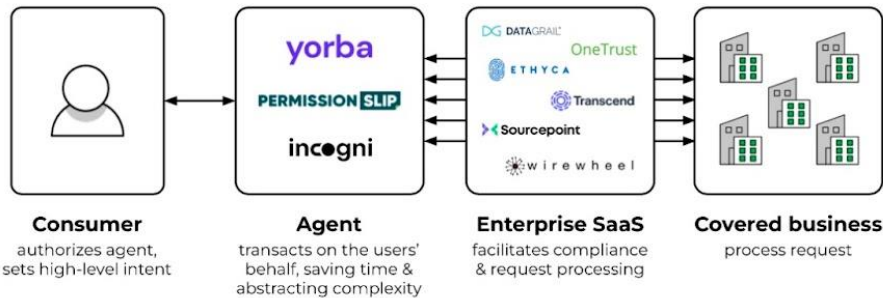 yorba
PERMISSION SLIP
incogni
DG DATAGRAIL
OneTrust
ETHYCA
Transcend
Sourcepoint
wirewheel
Consumer
authorizes agent,
sets high-level intent
Agent
transacts on the users'
behalf, saving time &
abstracting complexity
Enterprise SaaS
facilitates compliance
& request processing
Covered business
process request